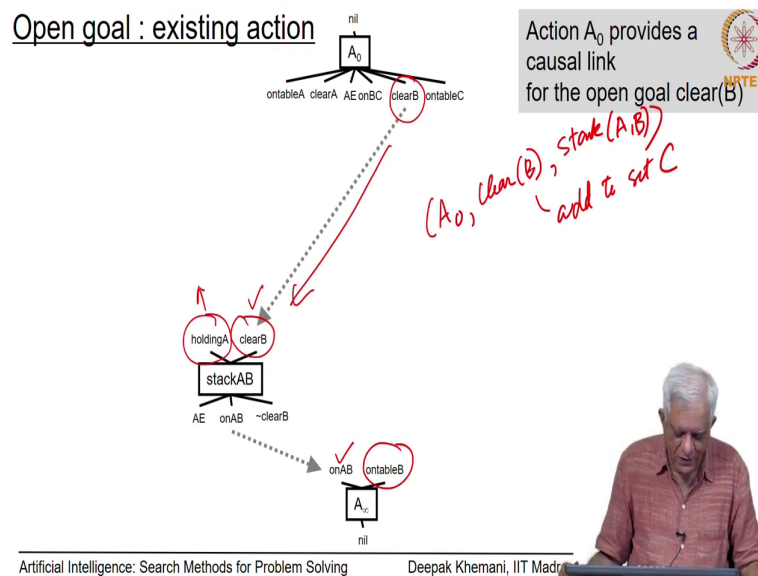 Open goal : existing action
nil
A0
ontableA clearA AE onBC clearB ontableC
Action A0 provides a
causal link
for the open goal clear(B)
NPTE
(A0, clear(B), stack(A,B))
add to set C
holdingA clearB
stackAB
AE onAB ~clearB
onAB ontableB
A∞
nil
Artificial Intelligence: Search Methods for Problem Solving Deepak Khemani, IIT Madr